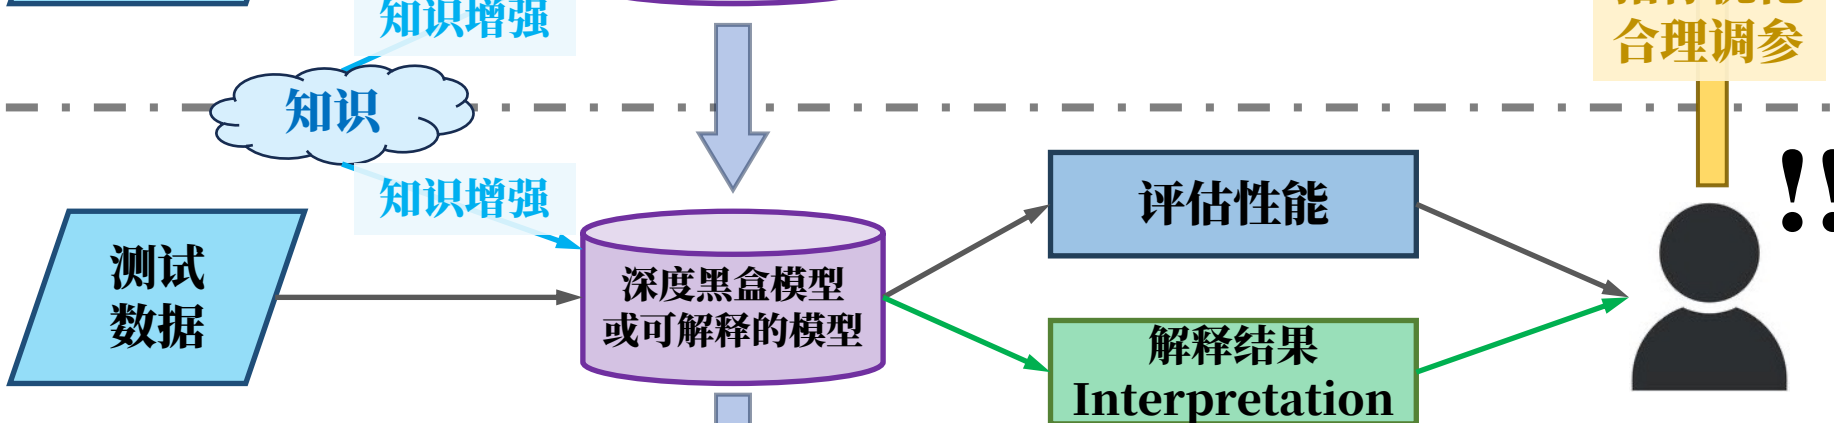 知识增强
合理调参
知识
知识增强
测试
数据
深度黑盒模型
或可解释的模型
评估性能
解释结果
Interpretation
!!